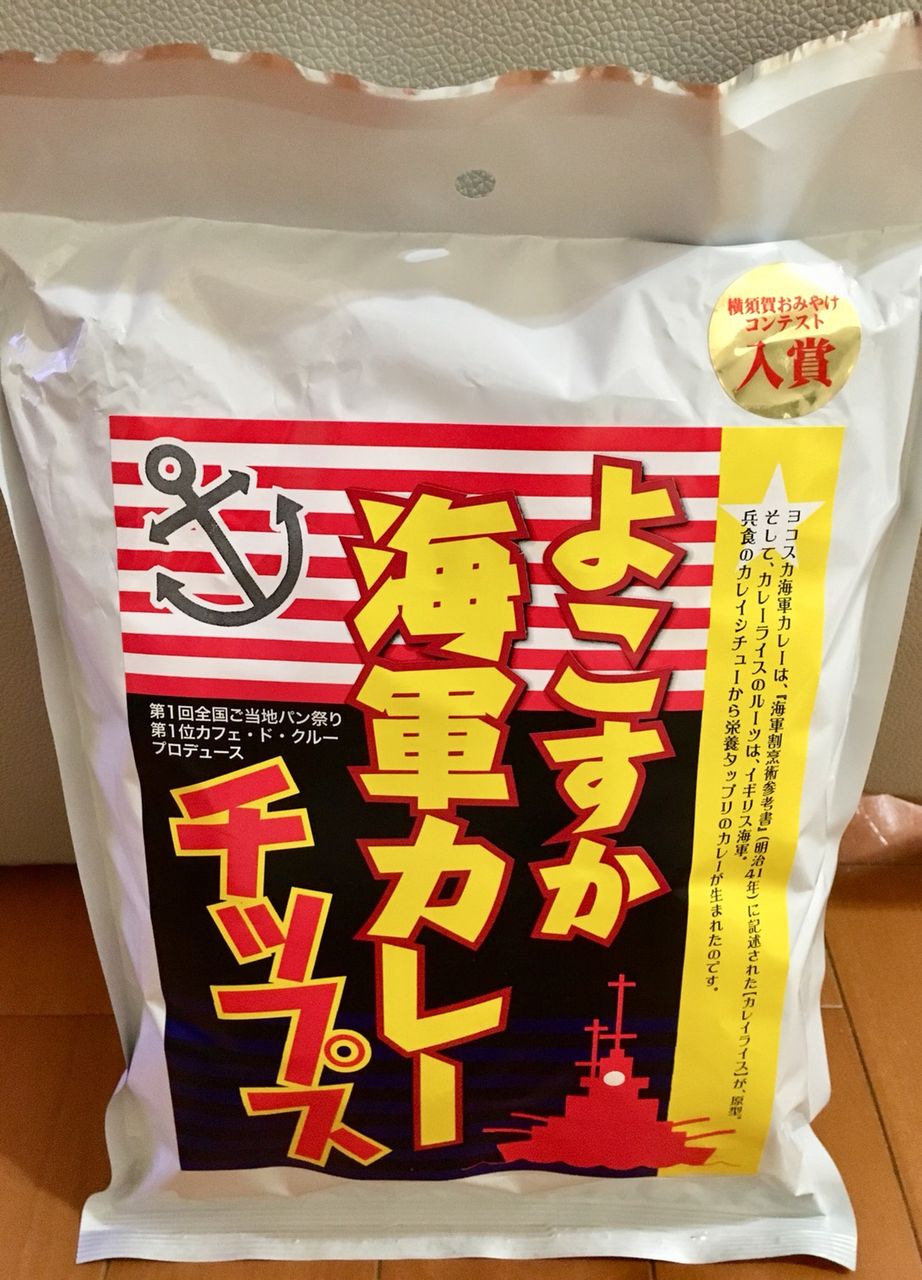 横須賀おみやけ
コンテスト
入賞
よこすか
海軍カレー
チップス
第1回全国ご当地パン祭り
第1位カフェ・ド・クルー
プロデュース
ヨコスカ海軍カレーは、『海軍割烹術参考書』(明治41年)に記述された【カレイライス】が、原型。
そして、カレーライスのルーツは、イギリス海軍。
兵食のカレイシチューから栄養タップリのカレーが生まれたのです。